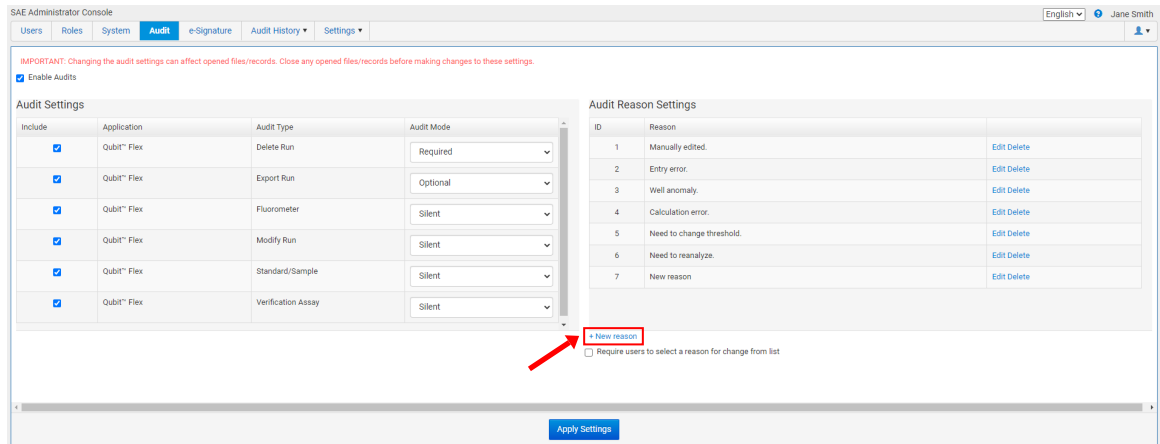 SAE Administrator Console
English
Jane Smith
Users Roles System Audit e-Signature Audit History Settings
IMPORTANT: Changing the audit settings can affect opened files/records. Close any opened files/records before making changes to these settings.
Enable Audits
Audit Settings
Include Application Audit Type Audit Mode
Qubit™ Flex Delete Run Required
Qubit™ Flex Export Run Optional
Qubit™ Flex Fluorometer Silent
Qubit™ Flex Modify Run Silent
Qubit™ Flex Standard/Sample Silent
Qubit™ Flex Verification Assay Silent
Audit Reason Settings
ID Reason
1 Manually edited. Edit Delete
2 Entry error. Edit Delete
3 Well anomaly. Edit Delete
4 Calculation error. Edit Delete
5 Need to change threshold. Edit Delete
6 Need to reanalyze. Edit Delete
7 New reason Edit Delete
+ New reason
Require users to select a reason for change from list
Apply Settings